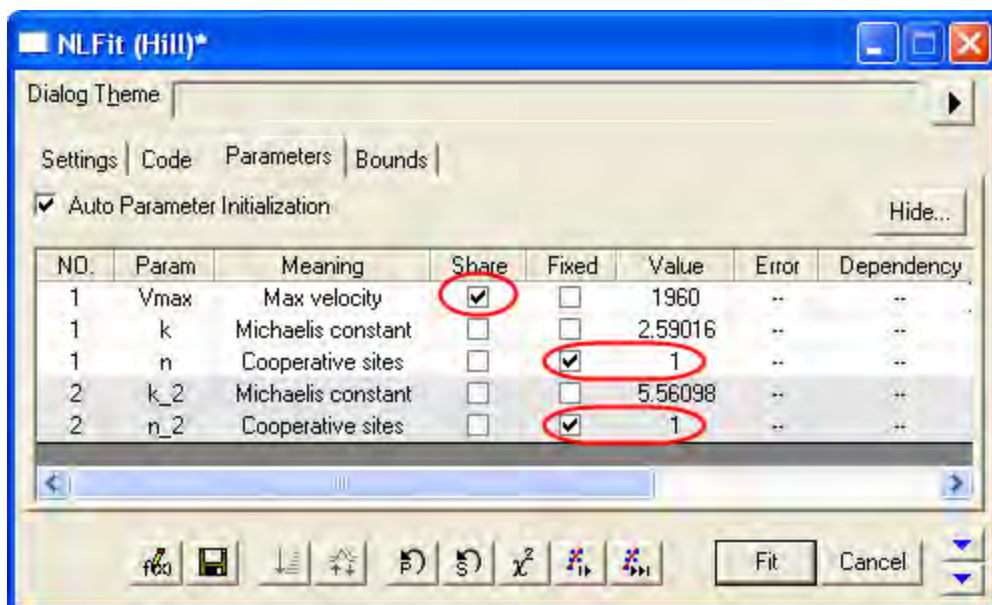 NLFit (Hill)*
Dialog Theme
Settings Code Parameters Bounds
Auto Parameter Initialization
Hide...
NO. Param Meaning Share Fixed Value Error Dependency
1 Vmax Max velocity 1960 -- --
1 k Michaelis constant 2.59016 -- --
1 n Cooperative sites 1 -- --
2 k_2 Michaelis constant 5.56098 -- --
2 n_2 Cooperative sites 1 -- --
χ² Fit Cancel